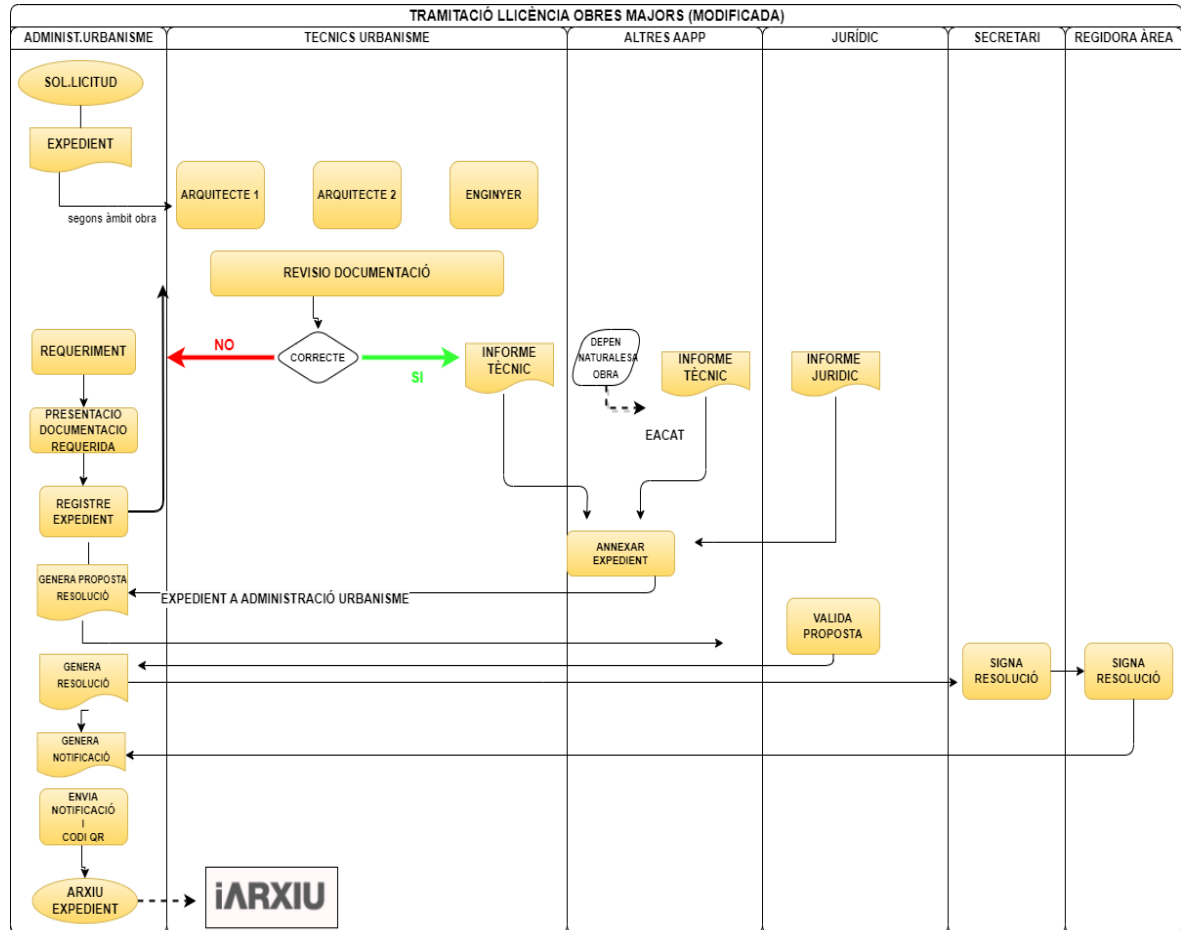 TRAMITACIÓ LLICÈNCIA OBRES MAJORS (MODIFICADA)
ADMINIST.URBANISME
TECNICS URBANISME
ALTRES AAPP
JURÍDIC
SECRETARI
REGIDORA ÀREA
SOL.LICITUD
EXPEDIENT
segons àmbit obra
ARQUITECTE 1
ARQUITECTE 2
ENGINYER
REVISIO DOCUMENTACIÓ
CORRECTE
NO
SI
REQUERIMENT
PRESENTACIO
DOCUMENTACIO
REQUERIDA
REGISTRE
EXPEDIENT
INFORME
TÈCNIC
DEPEN
NATURALESA
OBRA
EACAT
INFORME
TÈCNIC
INFORME
JURIDIC
ANNEXAR
EXPEDIENT
GENERA PROPOSTA
RESOLUCIÓ
EXPEDIENT A ADMINISTRACIÓ URBANISME
VALIDA
PROPOSTA
GENERA
RESOLUCIÓ
SIGNA
RESOLUCIÓ
SIGNA
RESOLUCIÓ
GENERA
NOTIFICACIÓ
ENVIA
NOTIFICACIÓ
I
CODI QR
ARXIU
EXPEDIENT
iARXIU